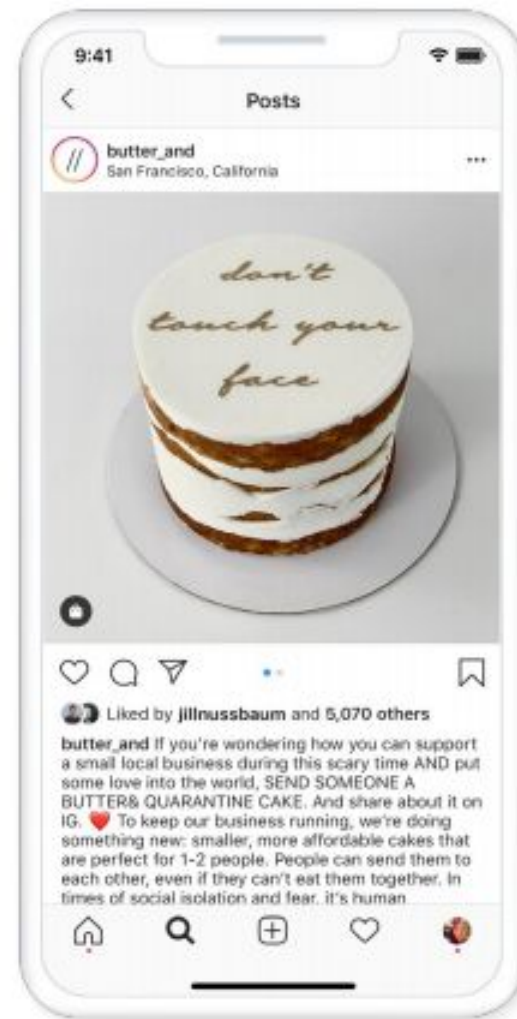 9:41
Posts
butter_and
San Francisco, California
don't
touch your
face
Liked by jillnussbaum and 5,070 others
butter_and If you're wondering how you can support
a small local business during this scary time AND put
some love into the world, SEND SOMEONE A
BUTTER& QUARANTINE CAKE. And share about it on
IG. ❤️ To keep our business running, we're doing
something new: smaller, more affordable cakes that
are perfect for 1-2 people. People can send them to
each other, even if they can't eat them together. In
times of social isolation and fear, it's human